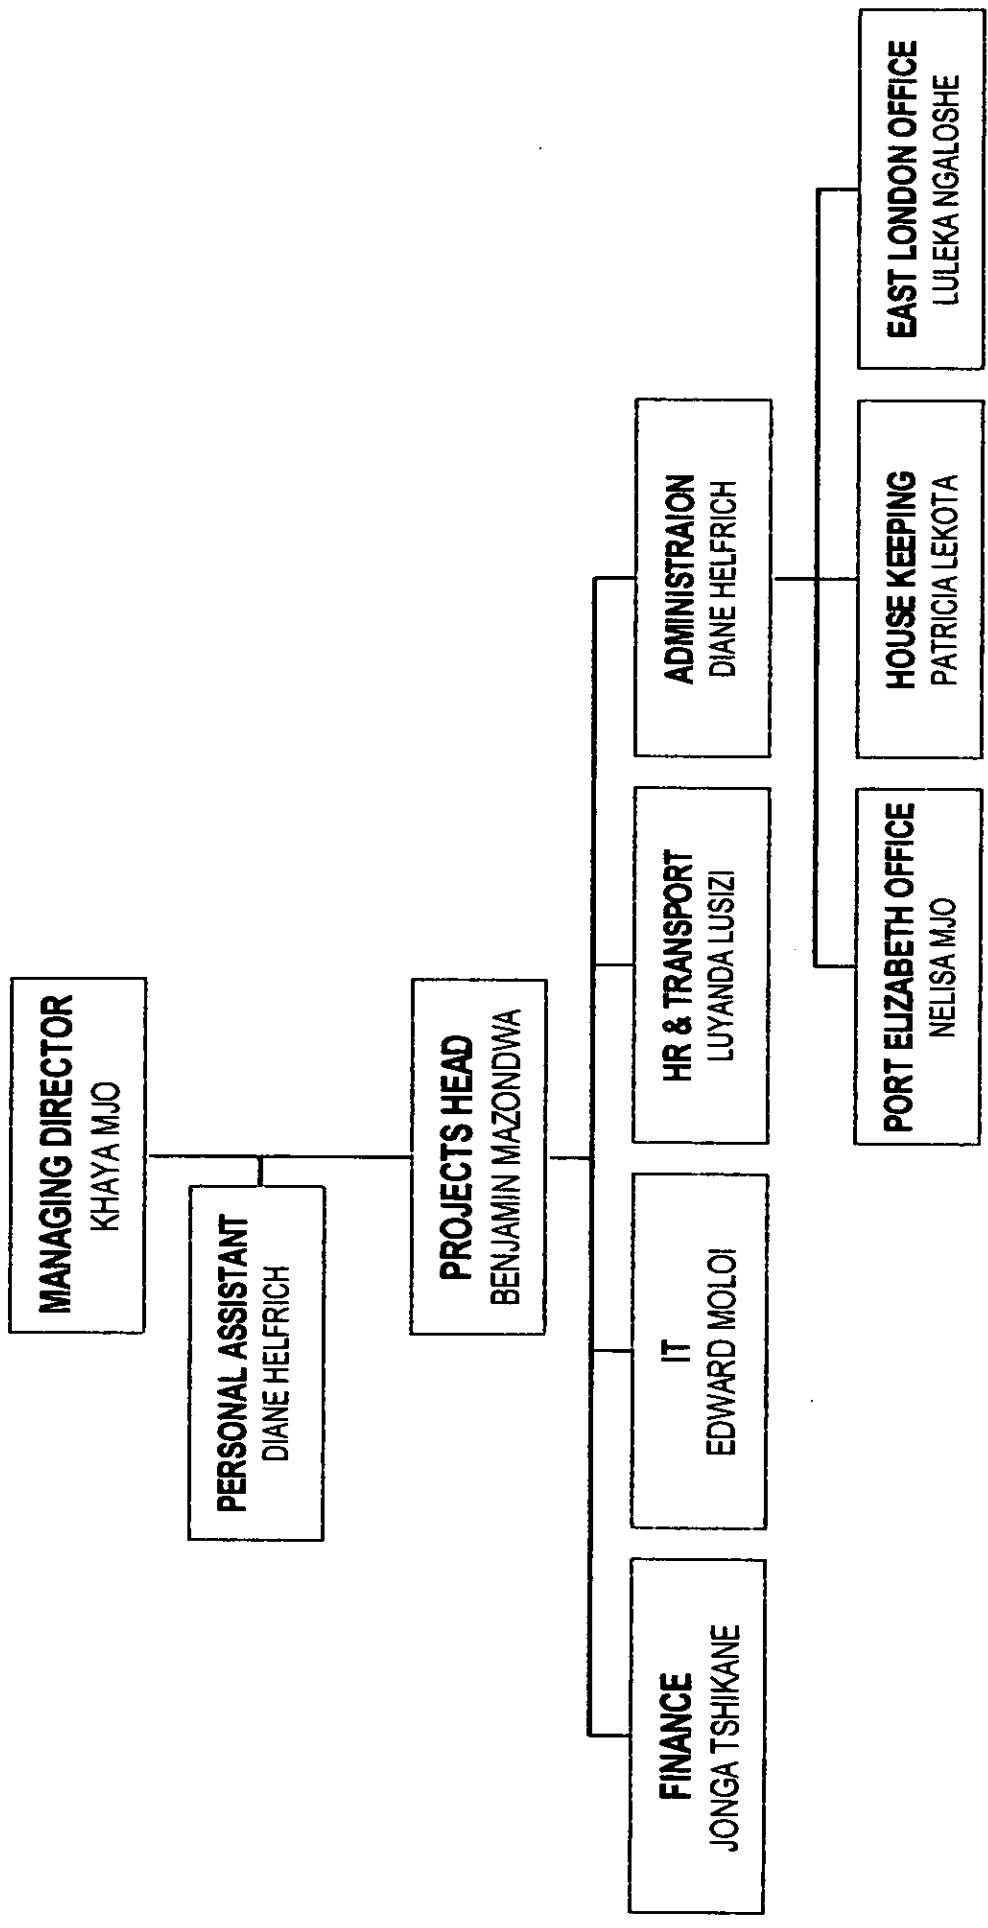 MANAGING DIRECTOR
KHAYA MJO
PERSONAL ASSISTANT
DIANE HELFRICH
PROJECTS HEAD
BENJAMIN MAZONDWA
FINANCE
JONGA TSHIKANE
IT
EDWARD MOLOI
HR & TRANSPORT
LUYANDA LUSIZI
ADMINISTRAION
DIANE HELFRICH
PORT ELIZABETH OFFICE
NELISA MJO
HOUSE KEEPING
PATRICIA LEKOTA
EAST LONDON OFFICE
LULEKA NGALOSHE